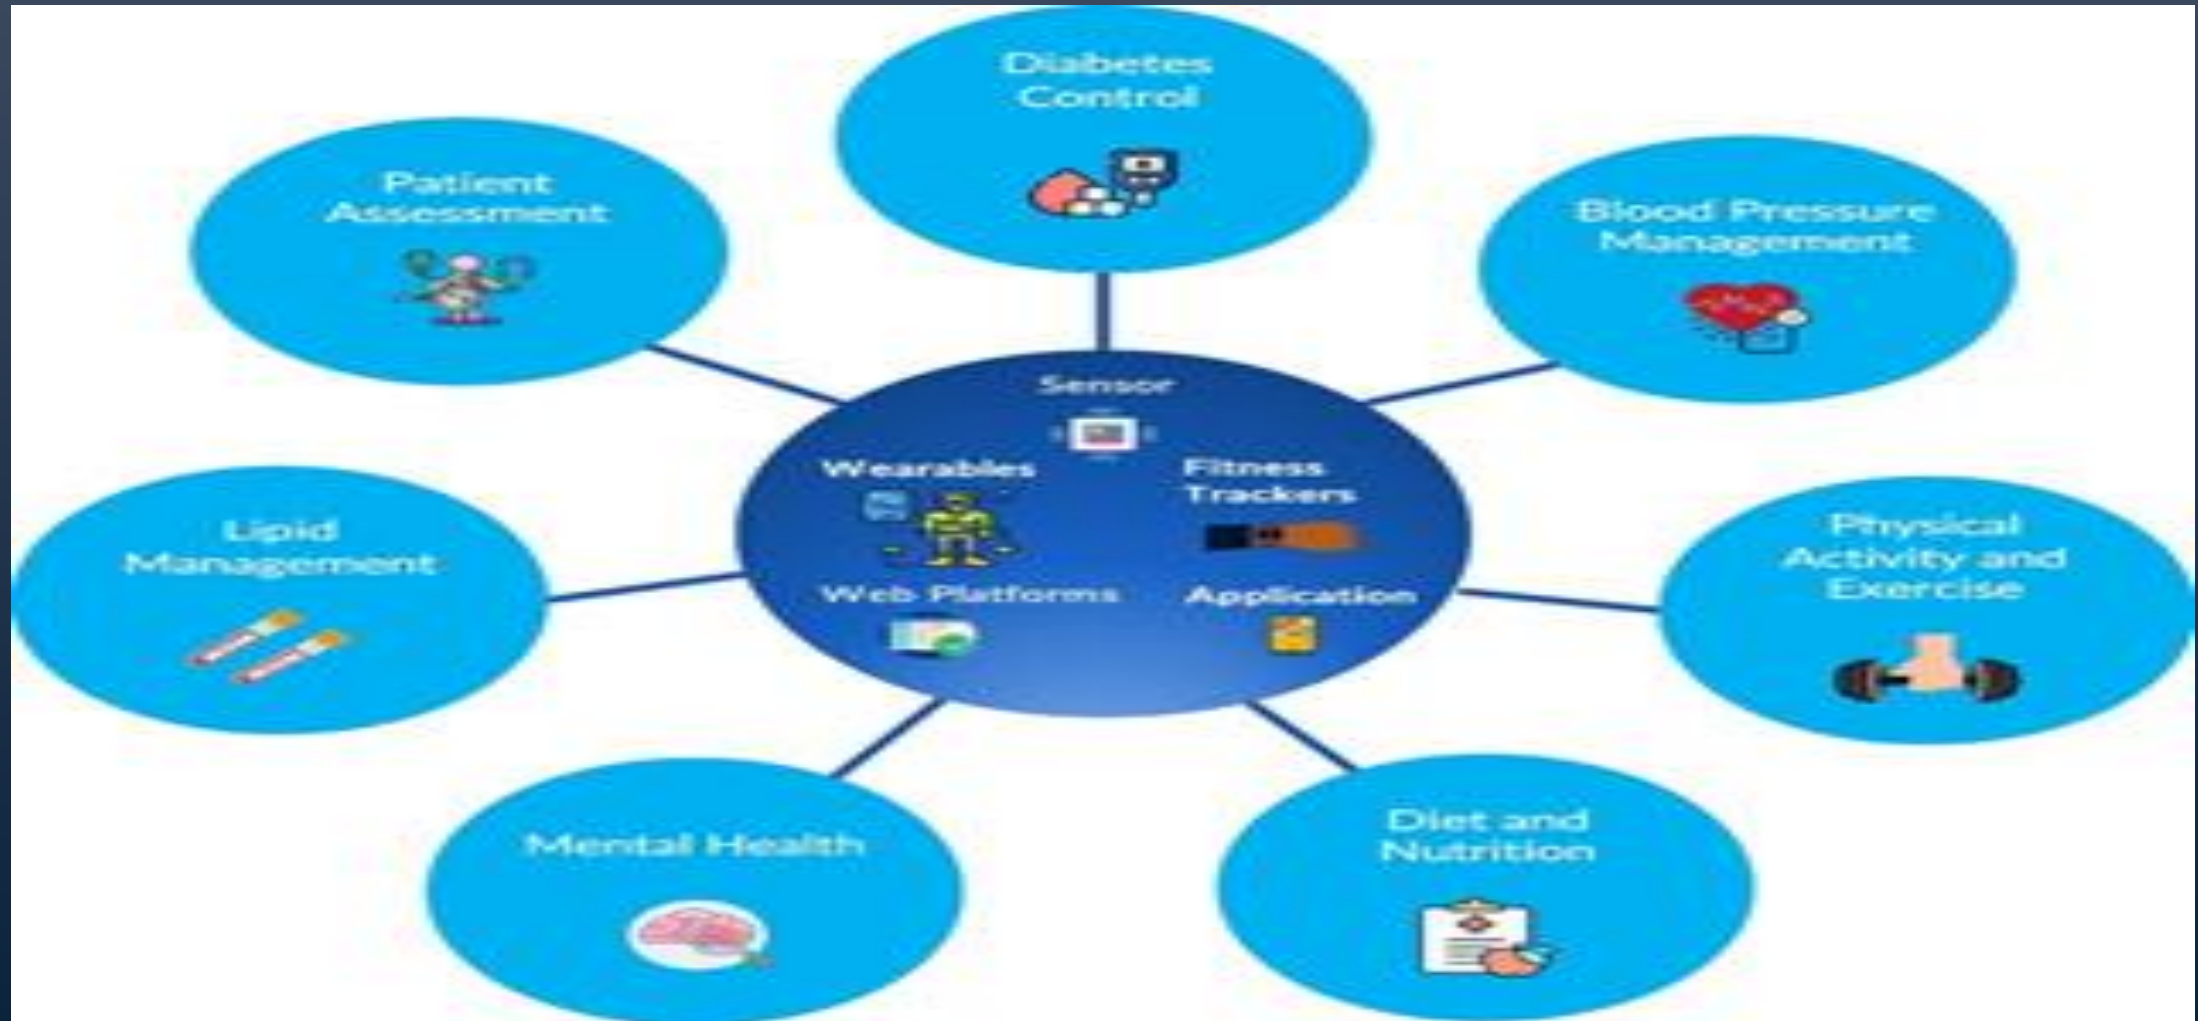 Diabetes
Control
Patient
Assessment
Blood Pressure
Management
Sensor
Wearables
Fitness
Trackers
Lipid
Management
Physical
Activity and
Exercise
Web Platforms
Application
Mental Health
Diet and
Nutrition